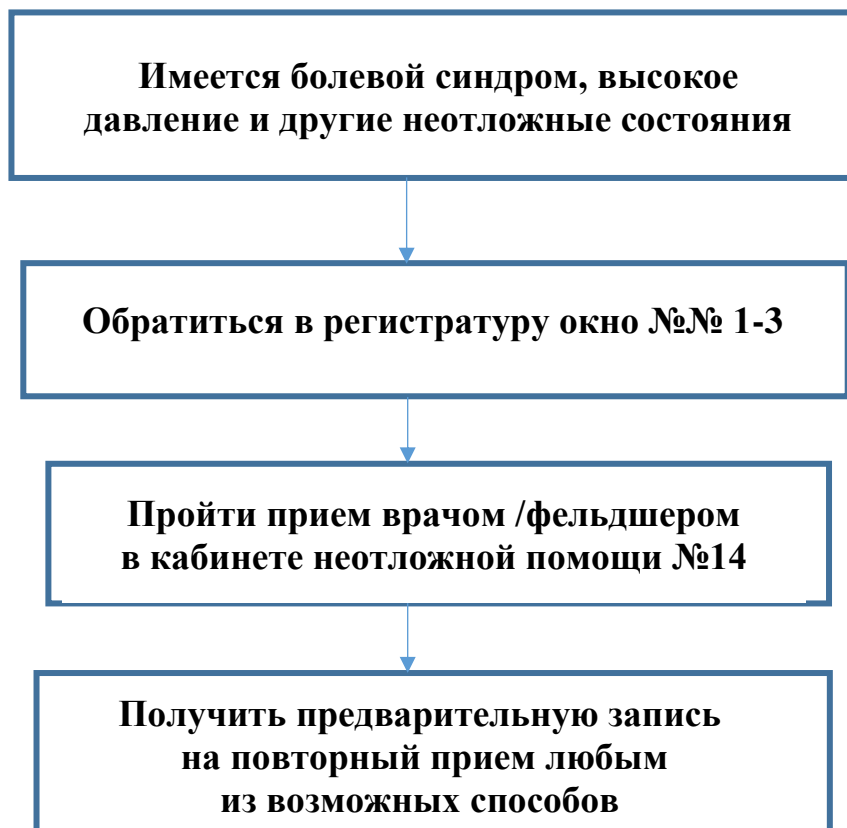 Имеется болевой синдром, высокое
давление и другие неотложные состояния
Обратиться в регистратуру окно №№ 1-3
Пройти прием врачом /фельдшером
в кабинете неотложной помощи №14
Получить предварительную запись
на повторный прием любым
из возможных способов